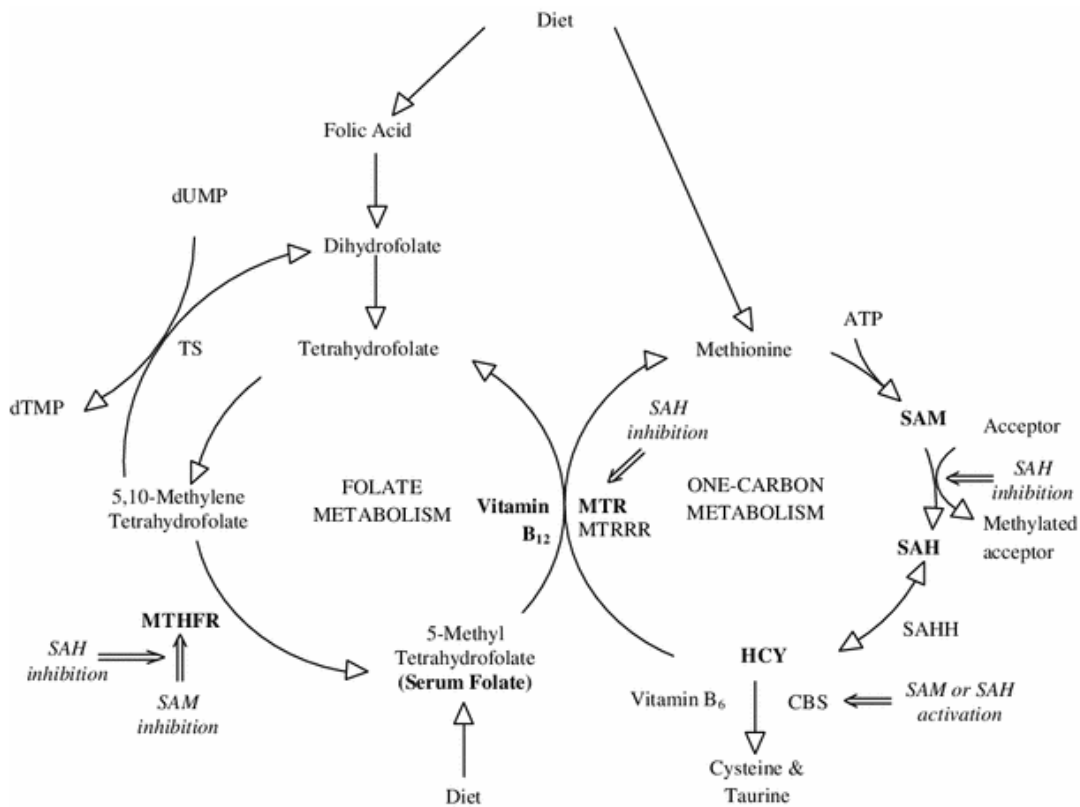 Diet
Folic Acid
dUMP
Dihydrofolate
TS
Tetrahydrofolate
dTMP
5,10-Methylene
Tetrahydrofolate
FOLATE
METABOLISM
MTHFR
SAH
inhibition
SAM
inhibition
5-Methyl
Tetrahydrofolate
(Serum Folate)
Diet
Vitamin
B12
MTR
MTRRR
SAH
inhibition
ONE-CARBON
METABOLISM
Methionine
ATP
SAM
Acceptor
SAH
inhibition
Methylated
acceptor
SAH
SAHH
HCY
Vitamin B6
CBS
SAM or SAH
activation
Cysteine &
Taurine